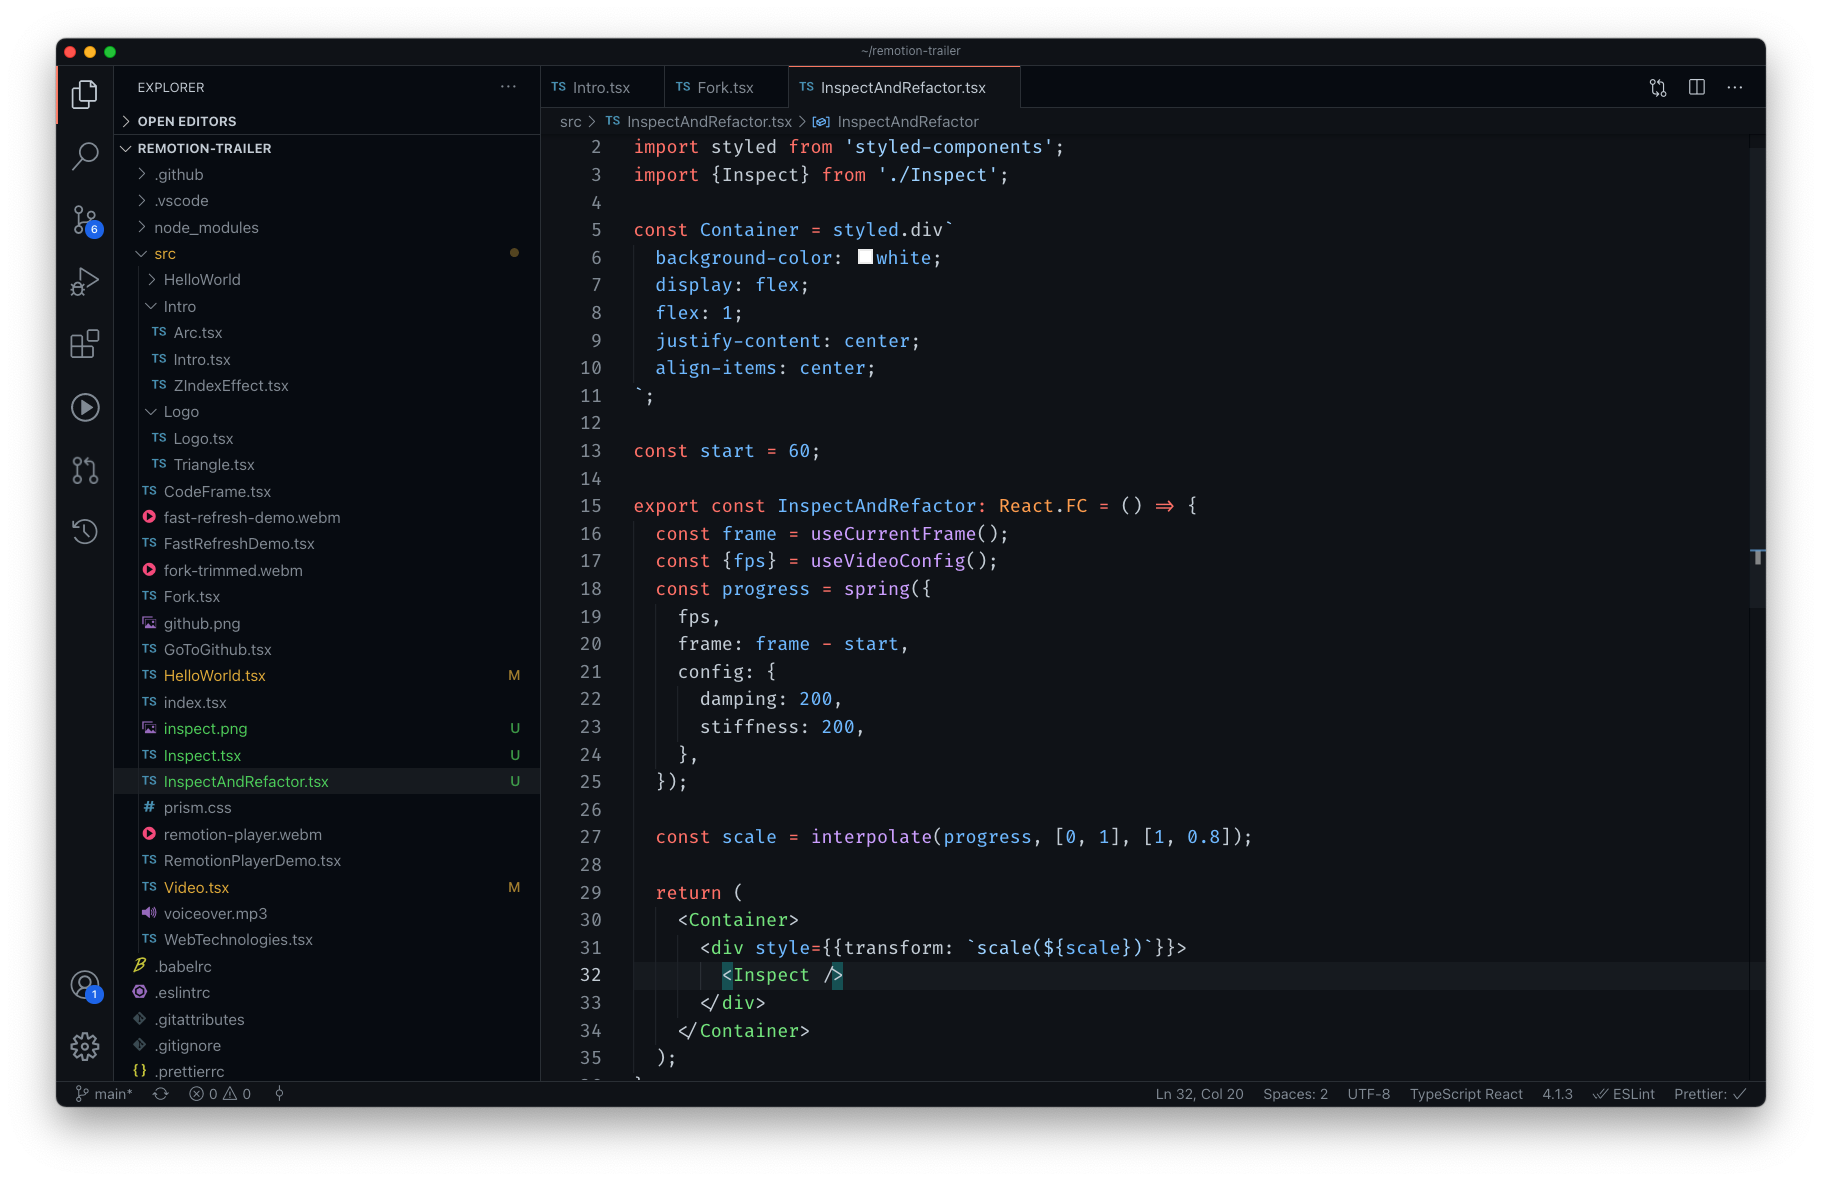 ~/remotion-trailer
EXPLORER
OPEN EDITORS
REMOTION-TRAILER
.github
.vscode
node_modules
src
HelloWorld
Intro
TS Arc.tsx
TS Intro.tsx
TS ZIndexEffect.tsx
Logo
TS Logo.tsx
TS Triangle.tsx
TS CodeFrame.tsx
fast-refresh-demo.webm
TS FastRefreshDemo.tsx
fork-trimmed.webm
TS Fork.tsx
github.png
TS GoToGithub.tsx
TS HelloWorld.tsx M
TS index.tsx
inspect.png U
TS Inspect.tsx U
TS InspectAndRefactor.tsx U
# prism.css
remotion-player.webm
TS RemotionPlayerDemo.tsx
TS Video.tsx M
voiceover.mp3
TS WebTechnologies.tsx
.babelrc
.eslintrc
.gitattributes
.gitignore
{} .prettierrc
6
1
TS Intro.tsx TS Fork.tsx TS InspectAndRefactor.tsx
src > TS InspectAndRefactor.tsx > InspectAndRefactor
2 import styled from 'styled-components';
3 import {Inspect} from './Inspect';
4
5 const Container = styled.div`
6 background-color: white;
7 display: flex;
8 flex: 1;
9 justify-content: center;
10 align-items: center;
11 `;
12
13 const start = 60;
14
15 export const InspectAndRefactor: React.FC = () => {
16 const frame = useCurrentFrame();
17 const {fps} = useVideoConfig();
18 const progress = spring({
19 fps,
20 frame: frame - start,
21 config: {
22 damping: 200,
23 stiffness: 200,
24 },
25 });
26
27 const scale = interpolate(progress, [0, 1], [1, 0.8]);
28
29 return (
30 <Container>
31 <div style={{transform: `scale(${scale})`}}>
32 <Inspect />
33 </div>
34 </Container>
35 );
main* 0 0 Ln 32, Col 20 Spaces: 2 UTF-8 TypeScript React 4.1.3 ESLint Prettier: ✓